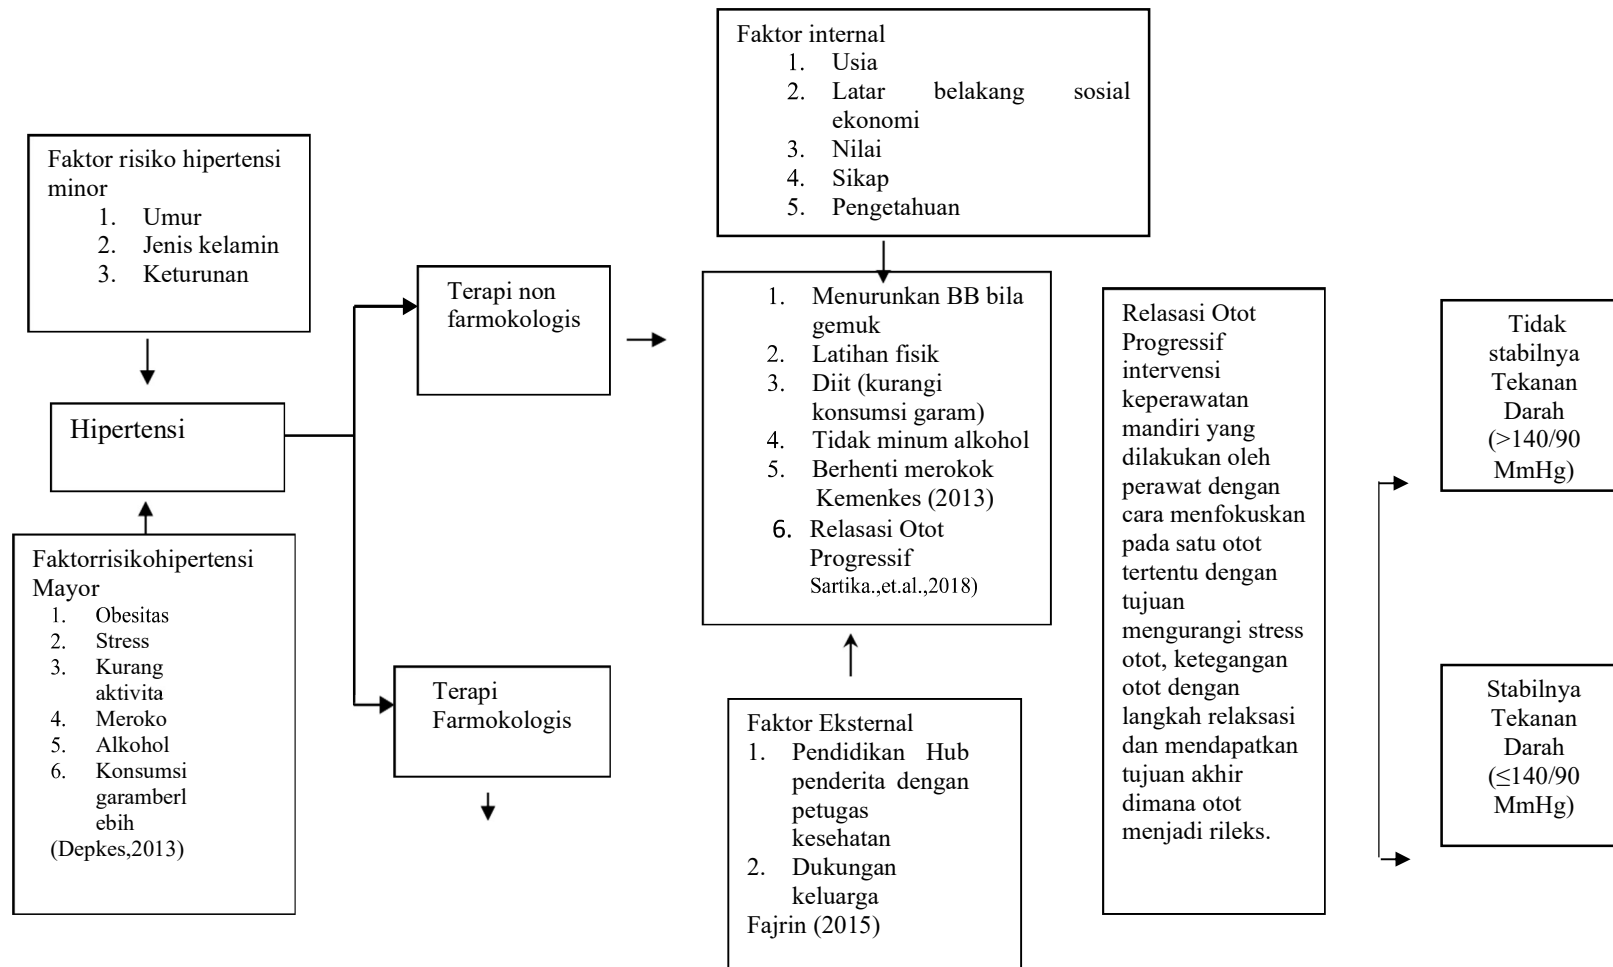 Faktor internal
1. Usia
2. Latar belakang sosial
ekonomi
3. Nilai
4. Sikap
5. Pengetahuan
Faktor risiko hipertensi
minor
1. Umur
2. Jenis kelamin
3. Keturunan
Terapi non
farmokologis
Hipertensi
Faktorrisikohipertensi
Mayor
1. Obesitas
2. Stress
3. Kurang
aktivita
4. Meroko
5. Alkohol
6. Konsumsi
garamberl
ebih
(Depkes,2013)
Terapi
Farmokologis
1. Menurunkan BB bila
gemuk
2. Latihan fisik
3. Diit (kurangi
konsumsi garam)
4. Tidak minum alkohol
5. Berhenti merokok
Kemenkes (2013)
6. Relasasi Otot
Progressif
Sartika.,et.al.,2018)
Faktor Eksternal
1. Pendidikan Hub
penderita dengan
petugas
kesehatan
2. Dukungan
keluarga
Fajrin (2015)
Relasasi Otot
Progressif
intervensi
keperawatan
mandiri yang
dilakukan oleh
perawat dengan
cara menfokuskan
pada satu otot
tertentu dengan
tujuan
mengurangi stress
otot, ketegangan
otot dengan
langkah relaksasi
dan mendapatkan
tujuan akhir
dimana otot
menjadi rileks.
Tidak
stabilnya
Tekanan
Darah
(>140/90
MmHg)
Stabilnya
Tekanan
Darah
(≤140/90
MmHg)